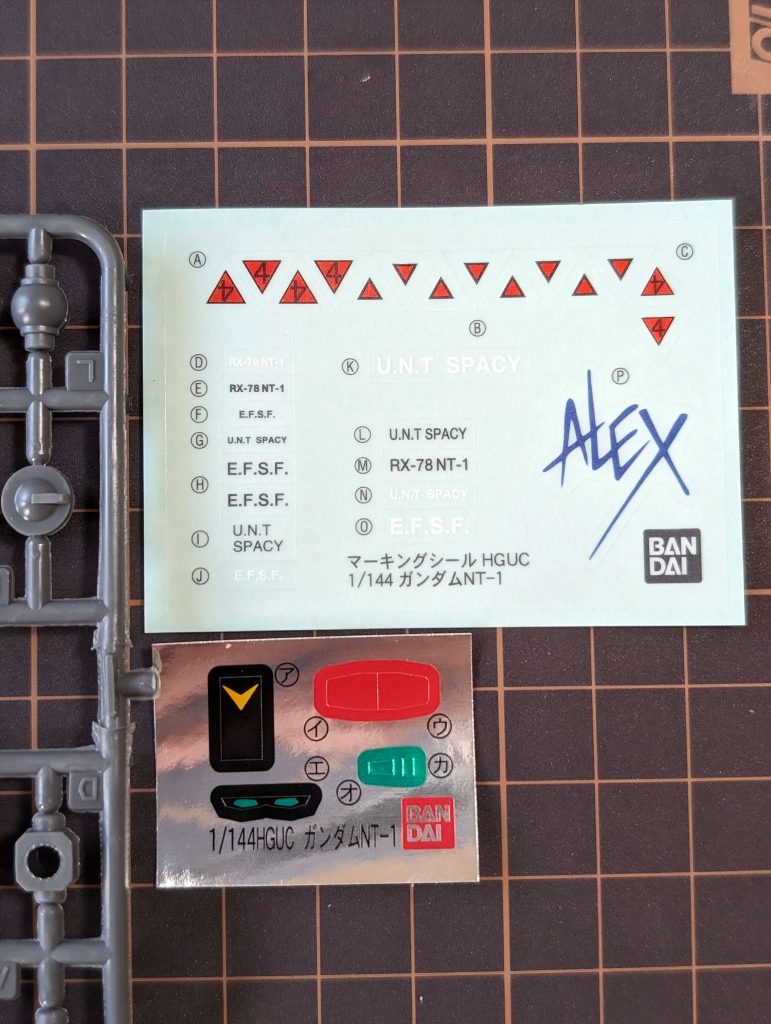 A
C
4 4 4 4 4
4
B
D RX-78 NT-1
K U.N.T SPACY
E RX-78 NT-1
P
F E.F.S.F.
ALEX
G U.N.T SPACY
L U.N.T SPACY
H E.F.S.F.
E.F.S.F.
M RX-78 NT-1
N U.N.T SPACY
I U.N.T
SPACY
O E.F.S.F.
J E.F.S.F.
マーキングシール HGUC
1/144 ガンダムNT-1
BAN
DAI
ア
イ
ウ
エ
オ
カ
1/144HGUC ガンダムNT-1
BAN
DAI
D